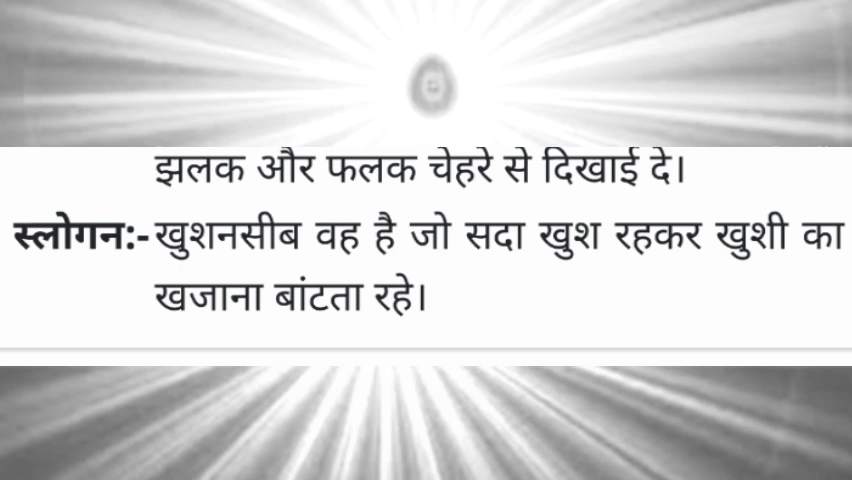 झलक और फलक चेहरे से दिखाई दे।
स्लोगन:- खुशनसीब वह है जो सदा खुश रहकर खुशी का
खजाना बांटता रहे।